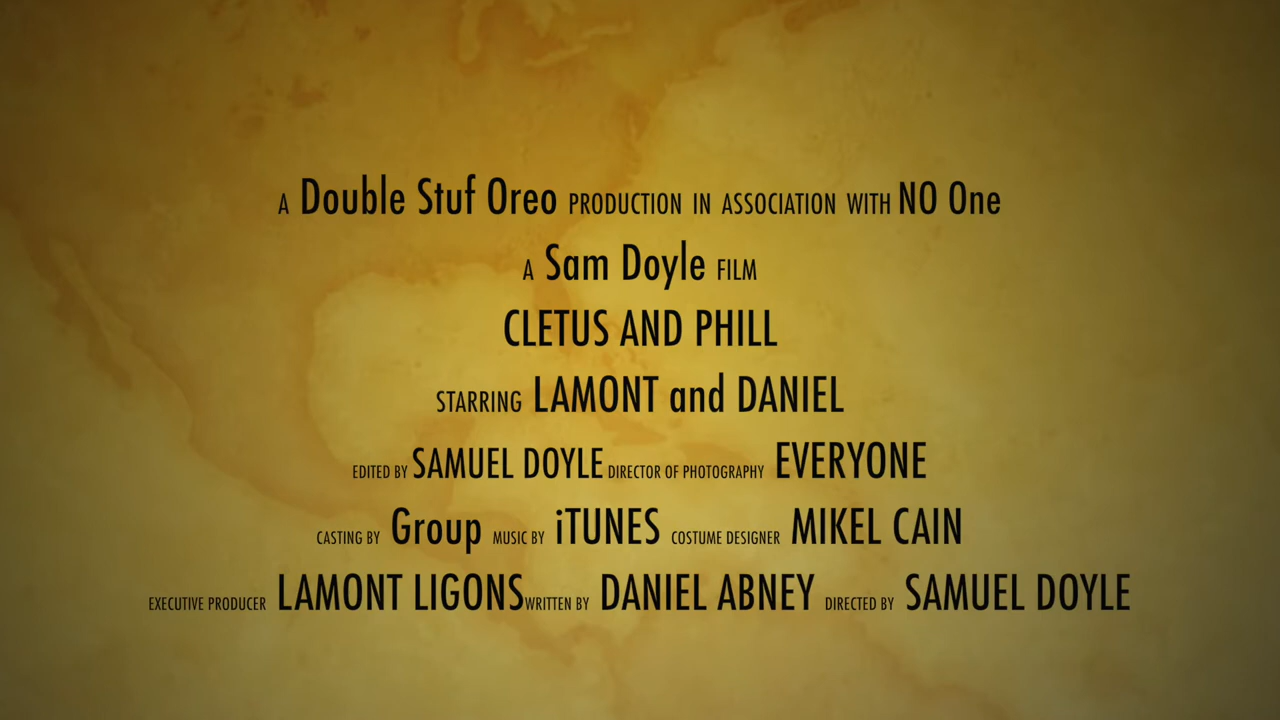 A Double Stuf Oreo PRODUCTION IN ASSOCIATION WITH NO One
A Sam Doyle FILM
CLETUS AND PHILL
STARRING LAMONT and DANIEL
EDITED BY SAMUEL DOYLE DIRECTOR OF PHOTOGRAPHY EVERYONE
CASTING BY Group MUSIC BY iTUNES COSTUME DESIGNER MIKEL CAIN
EXECUTIVE PRODUCER LAMONT LIGONS WRITTEN BY DANIEL ABNEY DIRECTED BY SAMUEL DOYLE